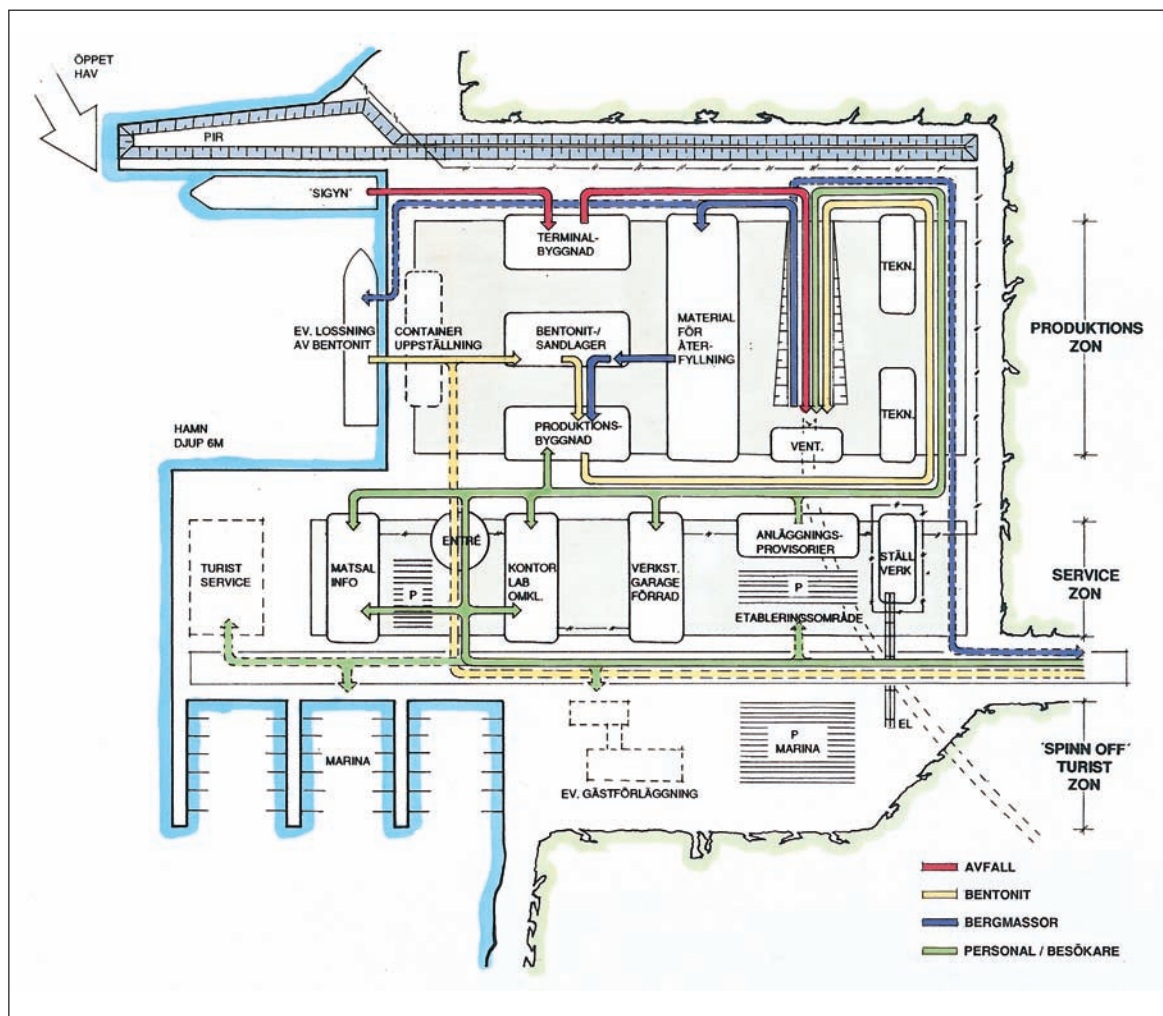 ÖPPET
HAV
PIR
'SIGYN'
TERMINAL-
BYGGNAD
TEKN.
EV. LOSSNING
AV BENTONIT
CONTAINER
UPPSTÄLLNING
BENTONIT-/
SANDLAGER
MATERIAL
FÖR
ÅTER-
FYLLNING
PRODUKTIONS
ZON
HAMN
DJUP 6M
PRODUKTIONS-
BYGGNAD
VENT.
TEKN.
TURIST
SERVICE
MATSAL
INFO
P
ENTRÉ
KONTOR
LAB
OMKL.
VERKST.
GARAGE
FÖRRAD
ANLÄGGNINGS-
PROVISORIER
P
ETABLERINGSOMRÅDE
STÄLL
VERK
SERVICE
ZON
MARINA
EV. GÄSTFÖRLÄGGNING
P
MARINA
EL
'SPINN OFF'
TURIST
ZON
AVFALL
BENTONIT
BERGMASSOR
PERSONAL / BESÖKARE